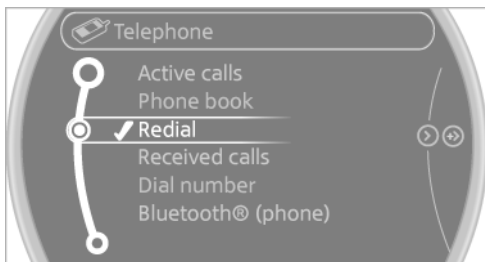 Telephone
Active calls
Phone book
Redial
Received calls
Dial number
Bluetooth® (phone)